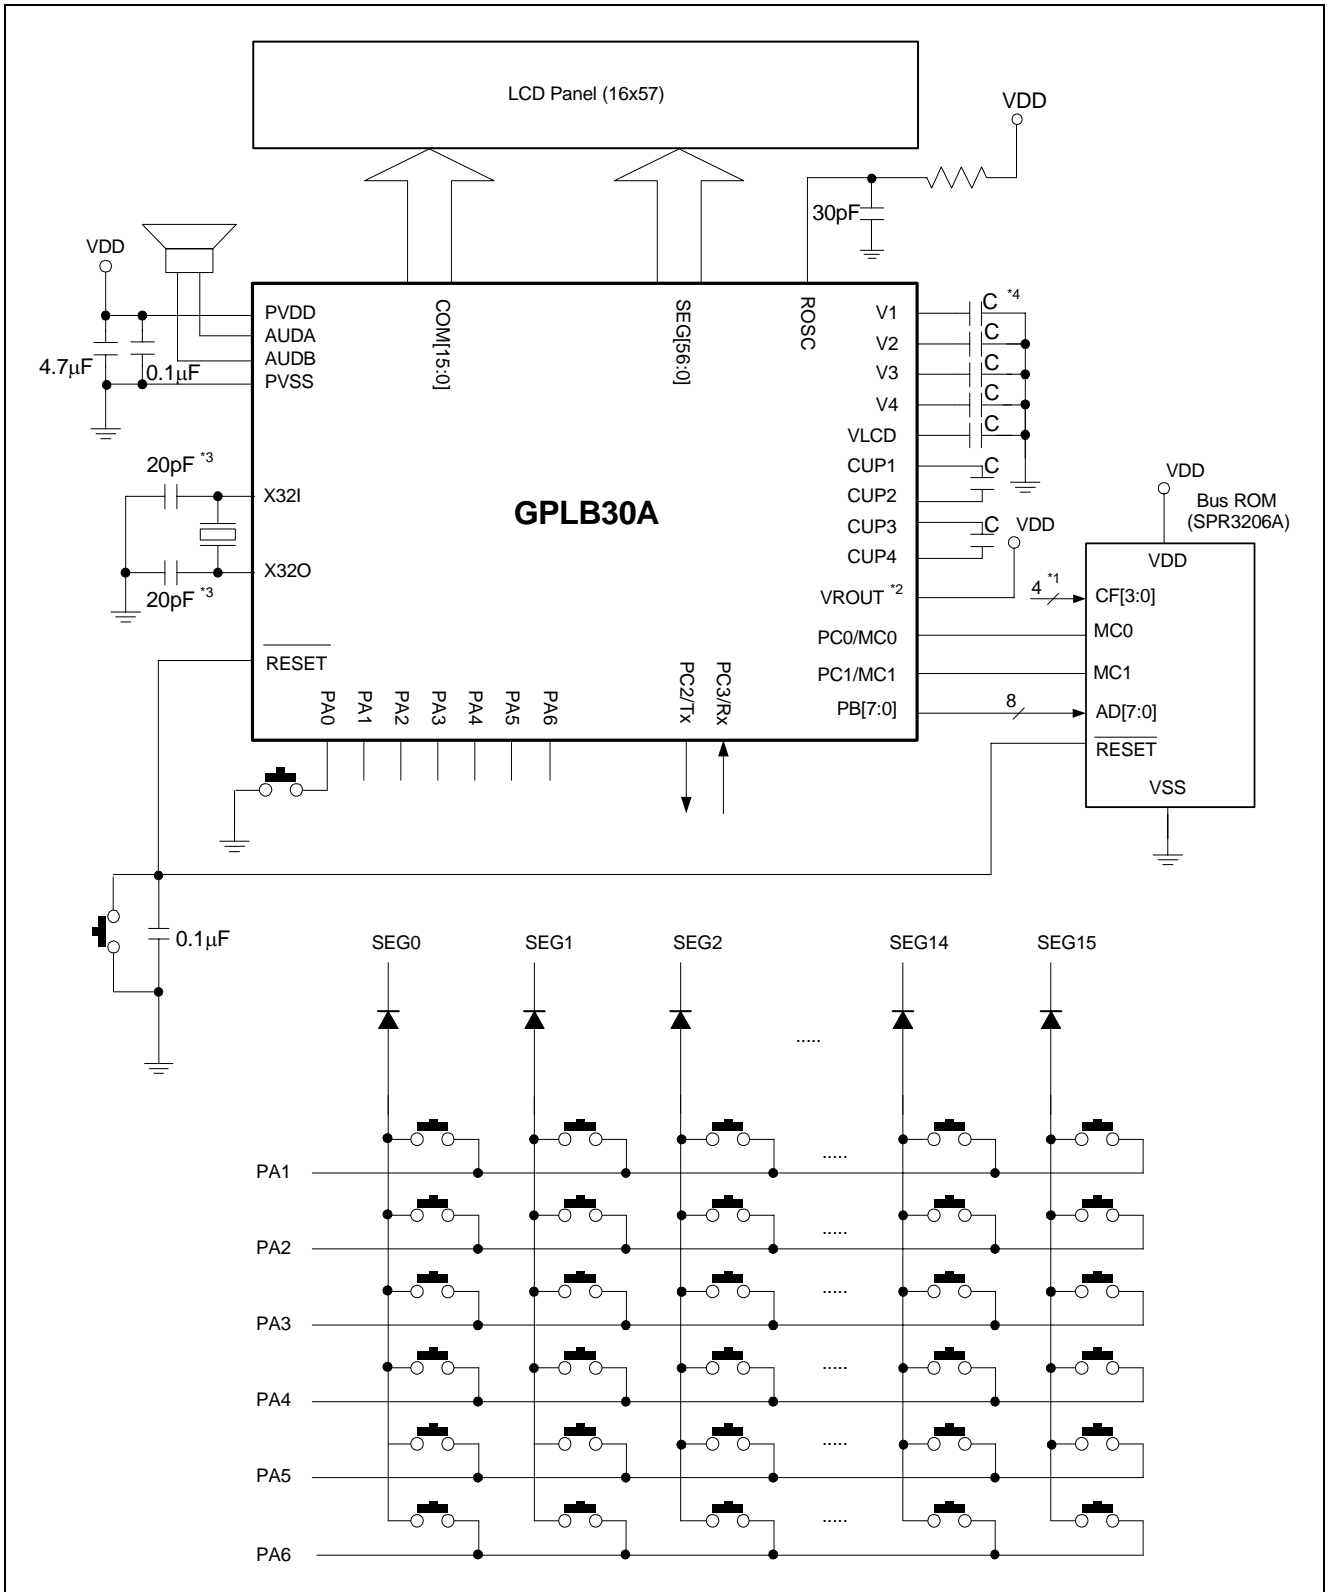 LCD Panel (16x57)
VDD
30pF
VDD
4.7µF
0.1µF
PVDD
AUDA
AUDB
PVSS
COM[15:0]
SEG[56:0]
ROSC
V1
V2
V3
V4
VLCD
CUP1
CUP2
CUP3
CUP4
VROUT *2
PC0/MC0
PC1/MC1
PB[7:0]
C *4
C
C
C
C
C
C
VDD
20pF *3
X32I
X32O
20pF *3
GPLB30A
RESET
PA0
PA1
PA2
PA3
PA4
PA5
PA6
PC2/Tx
PC3/Rx
VDD
Bus ROM
(SPR3206A)
VDD
4 *1
CF[3:0]
MC0
MC1
8
AD[7:0]
RESET
VSS
0.1µF
SEG0 SEG1 SEG2 SEG14 SEG15
.....
.....
PA1
.....
PA2
.....
PA3
.....
PA4
.....
PA5
.....
PA6